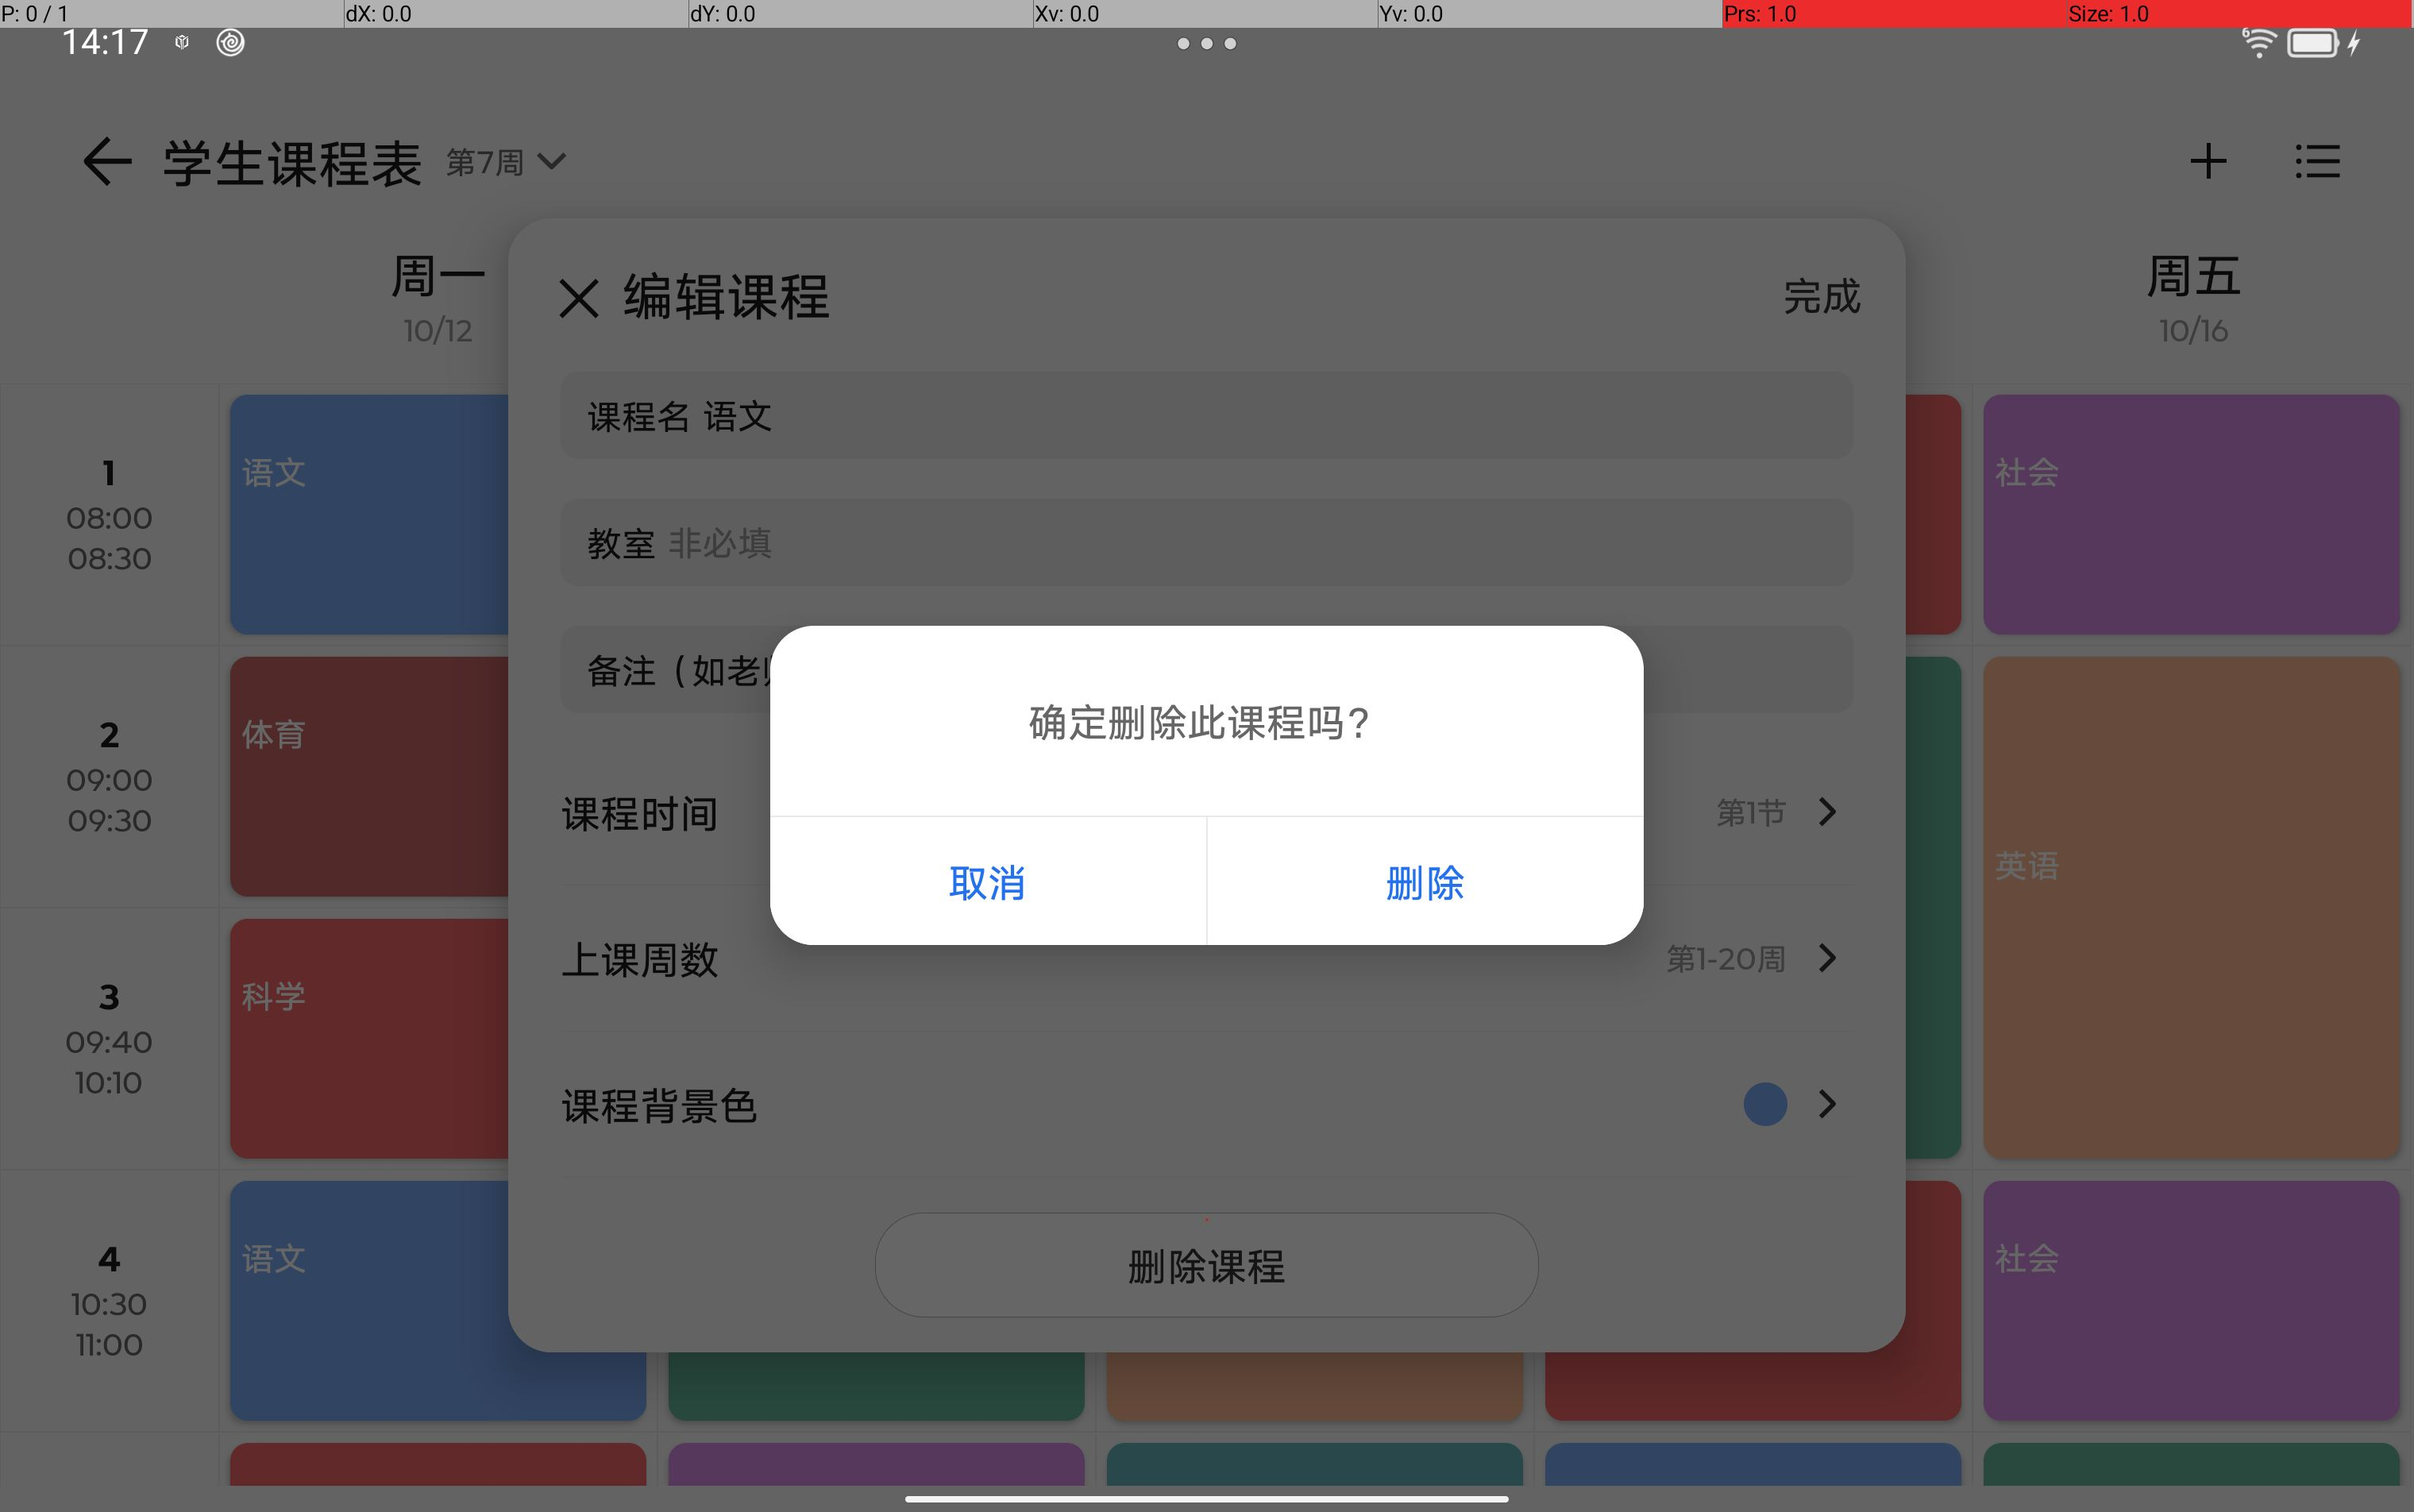 P: 0 / 1 dX: 0.0 dY: 0.0 Xv: 0.0 Yv: 0.0 Prs: 1.0 Size: 1.0
14:17
6
学生课程表 第7周
周一
10/12
周五
10/16
编辑课程 完成
课程名 语文
教室 非必填
备注（如老
确定删除此课程吗？
取消 删除
课程时间 第1节
上课周数 第1-20周
课程背景色
删除课程
1
08:00
08:30
语文
社会
2
09:00
09:30
体育
英语
3
09:40
10:10
科学
4
10:30
11:00
语文
社会